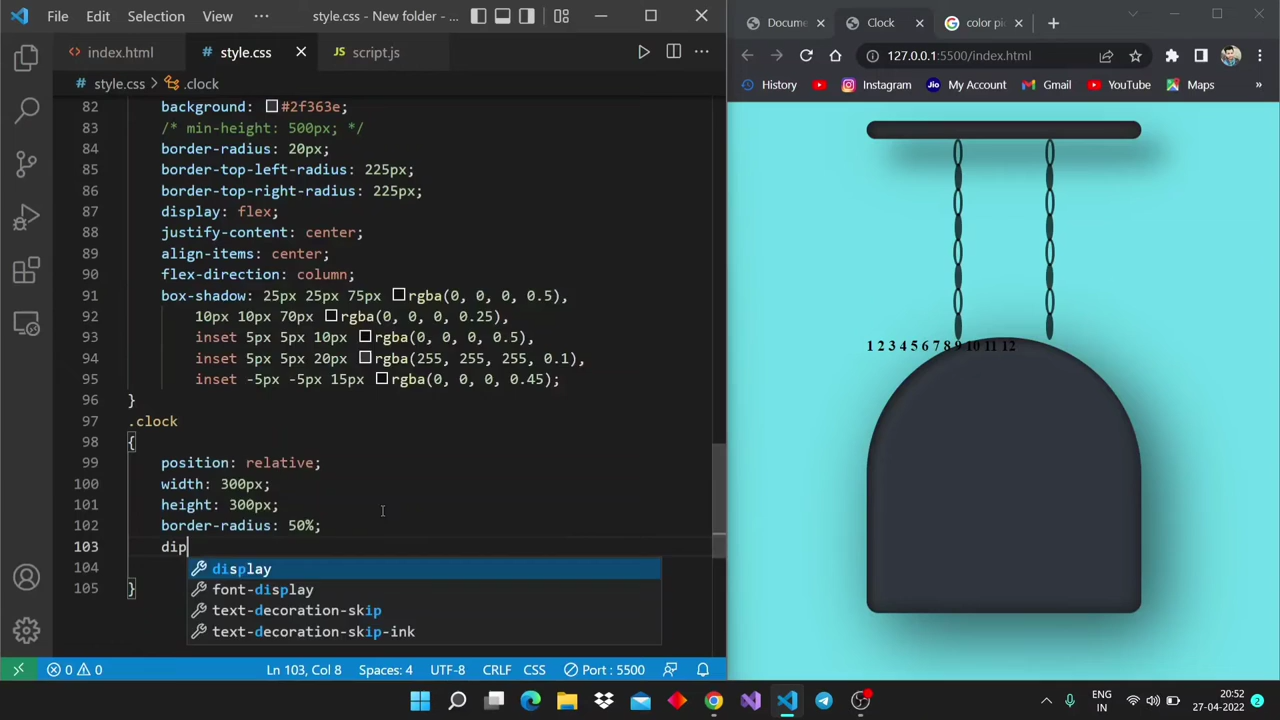 File Edit Selection View ··· style.css - New folder - ...
index.html style.css script.js
style.css > .clock
82 background: #2f363e;
83 /* min-height: 500px; */
84 border-radius: 20px;
85 border-top-left-radius: 225px;
86 border-top-right-radius: 225px;
87 display: flex;
88 justify-content: center;
89 align-items: center;
90 flex-direction: column;
91 box-shadow: 25px 25px 75px rgba(0, 0, 0, 0.5),
92 10px 10px 70px rgba(0, 0, 0, 0.25),
93 inset 5px 5px 10px rgba(0, 0, 0, 0.5),
94 inset 5px 5px 20px rgba(255, 255, 255, 0.1),
95 inset -5px -5px 15px rgba(0, 0, 0, 0.45);
96 }
97 .clock
98 {
99 position: relative;
100 width: 300px;
101 height: 300px;
102 border-radius: 50%;
103 dip
104
105 }
display
font-display
text-decoration-skip
text-decoration-skip-ink
0 0 Ln 103, Col 8 Spaces: 4 UTF-8 CRLF CSS Port : 5500
Docume Clock color pi
127.0.0.1:5500/index.html
History Instagram Jio My Account Gmail YouTube Maps »
1 2 3 4 5 6 7 8 9 10 11 12
ENG
IN
20:52
27-04-2022
2